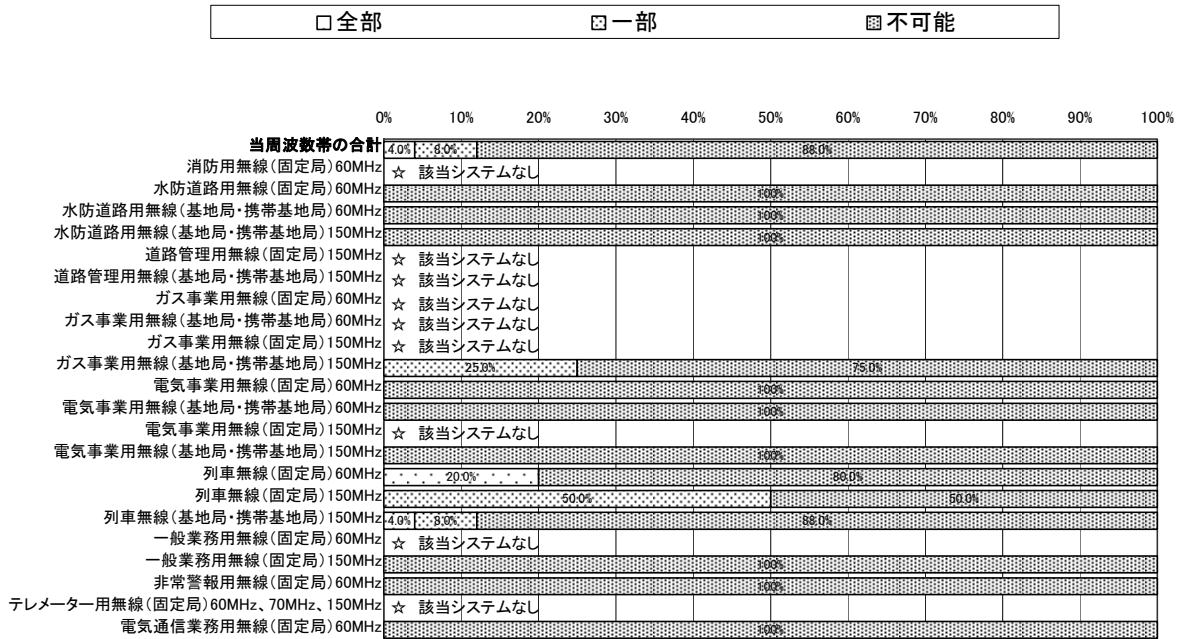 □全部 一部 不可能
0% 10% 20% 30% 40% 50% 60% 70% 80% 90% 100%
当周波数帯の合計 4.0% 8.0% 88.0%
消防用無線(固定局)60MHz ☆ 該当システムなし
水防道路用無線(固定局)60MHz 100%
水防道路用無線(基地局・携帯基地局)60MHz 100%
水防道路用無線(基地局・携帯基地局)150MHz 100%
道路管理用無線(固定局)150MHz ☆ 該当システムなし
道路管理用無線(基地局・携帯基地局)150MHz ☆ 該当システムなし
ガス事業用無線(固定局)60MHz ☆ 該当システムなし
ガス事業用無線(基地局・携帯基地局)60MHz ☆ 該当システムなし
ガス事業用無線(固定局)150MHz ☆ 該当システムなし
ガス事業用無線(基地局・携帯基地局)150MHz 25.0% 75.0%
電気事業用無線(固定局)60MHz 100%
電気事業用無線(基地局・携帯基地局)60MHz 100%
電気事業用無線(固定局)150MHz ☆ 該当システムなし
電気事業用無線(基地局・携帯基地局)150MHz 100%
列車無線(固定局)60MHz 20.0% 80.0%
列車無線(固定局)150MHz 50.0% 50.0%
列車無線(基地局・携帯基地局)150MHz 4.0% 8.0% 88.0%
一般業務用無線(固定局)60MHz ☆ 該当システムなし
一般業務用無線(固定局)150MHz 100%
非常警報用無線(固定局)60MHz 100%
テレメーター用無線(固定局)60MHz、70MHz、150MHz ☆ 該当システムなし
電気通信業務用無線(固定局)60MHz 100%